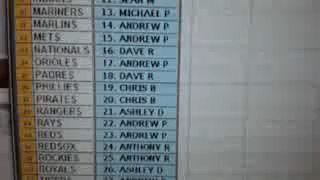 MARINERS 13. MICHAEL P
MARLINS 14. ANDREW P
METS 15. ANDREW P
NATIONALS 16. DAVE R
ORIOLES 17. ANDREW P
PADRES 18. DAVE R
PHILLIES 19. CHRIS B
PIRATES 20. CHRIS B
RANGERS 21. ASHLEY D
RAYS 22. ANDREW P
REDS 23. ANDREW P
REDSOX 24. ANTHONY R
ROCKIES 25. ANTHONY R
ROYALS 26. ASHLEY D